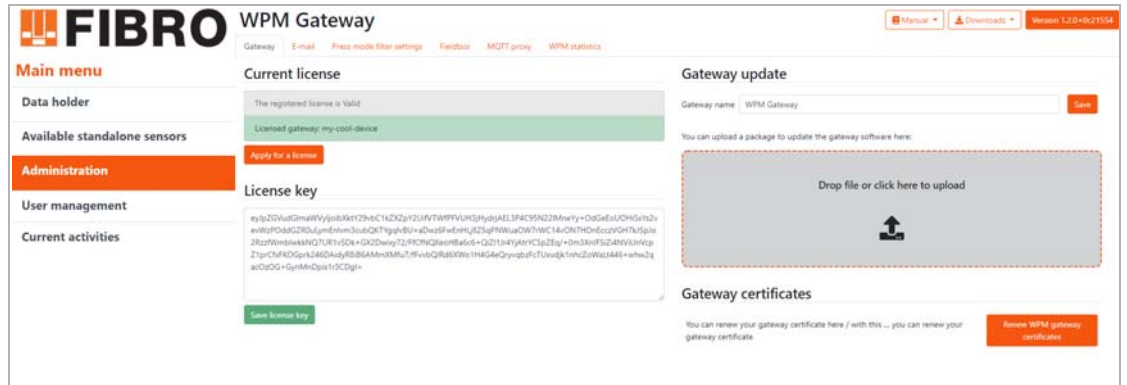 FIBRO
WPM Gateway
Manual
Downloads
Version 1.2.0+0c21554
Gateway
E-mail
Press mode filter settings
Fieldbus
MQTT proxy
WPM statistics
Main menu
Data holder
Available standalone sensors
Administration
User management
Current activities
Current license
The registered license is Valid
Licensed gateway: my-cool-device
Apply for a license
License key
Save license key
Gateway update
Gateway name
WPM Gateway
Save
You can upload a package to update the gateway software here:
Drop file or click here to upload
Gateway certificates
You can renew your gateway certificate here / with this ... you can renew your
gateway certificate
Renew WPM gateway
certificates